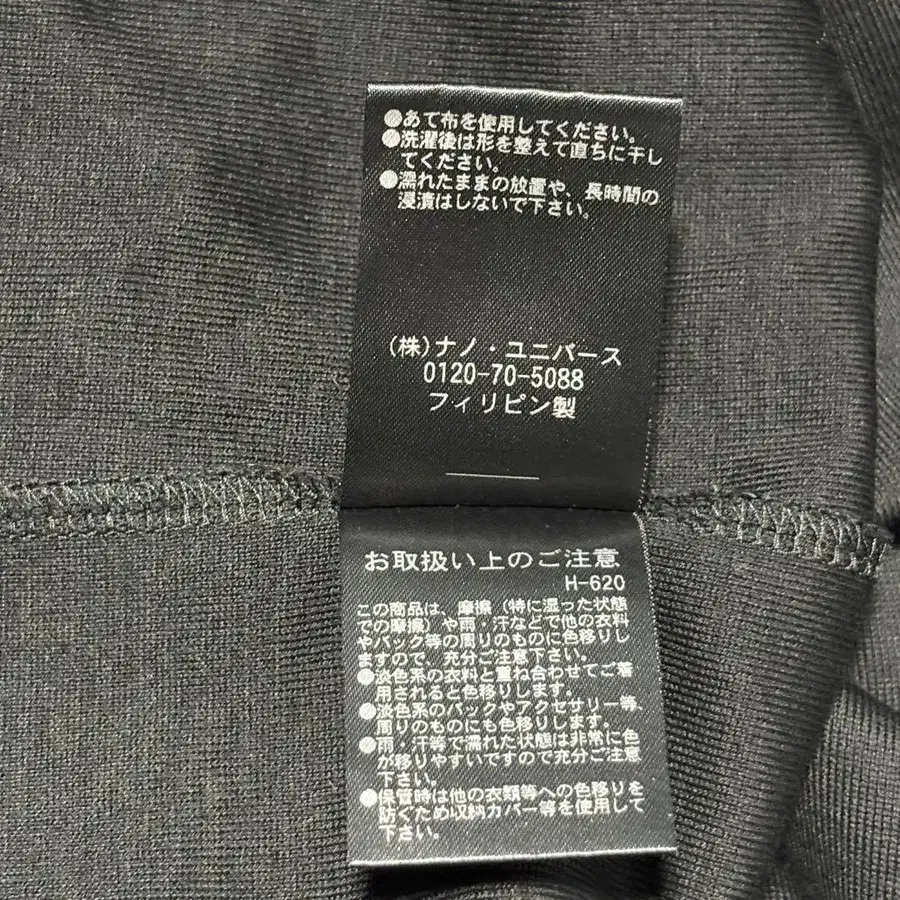 ●あて布を使用してください。
●洗濯後は形を整えて直ちに干し
てください。
●濡れたままの放置や、長時間の
浸漬はしないで下さい。
(株)ナノ・ユニバース
0120-70-5088
フィリピン製
お取扱い上のご注意
H-620
この商品は、摩擦(特に湿った状態
での摩擦)や雨・汗などで他の衣料
やバック等の周りのものに色移りし
ますので、充分ご注意下さい。
●淡色系の衣料と重ね合わせてご着
用されると色移りします。
●淡色系のバックやアクセサリー等、
周りのものにも色移りします。
●雨・汗等で濡れた状態は非常に色
が移りやすいですので充分ご注意
下さい。
●保管時は他の衣類等への色移りを
防ぐため収納カバー等を使用して
下さい。